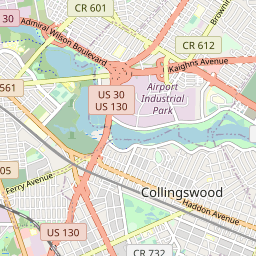 CR 601
30
Admiral Wilson Boulevard
CR 612
Kaighns Avenue
561
US 30
US 130
Airport
Industrial
Park
05
Ferry Avenue
Collingswood
Haddon Avenue
US 130
CR 732